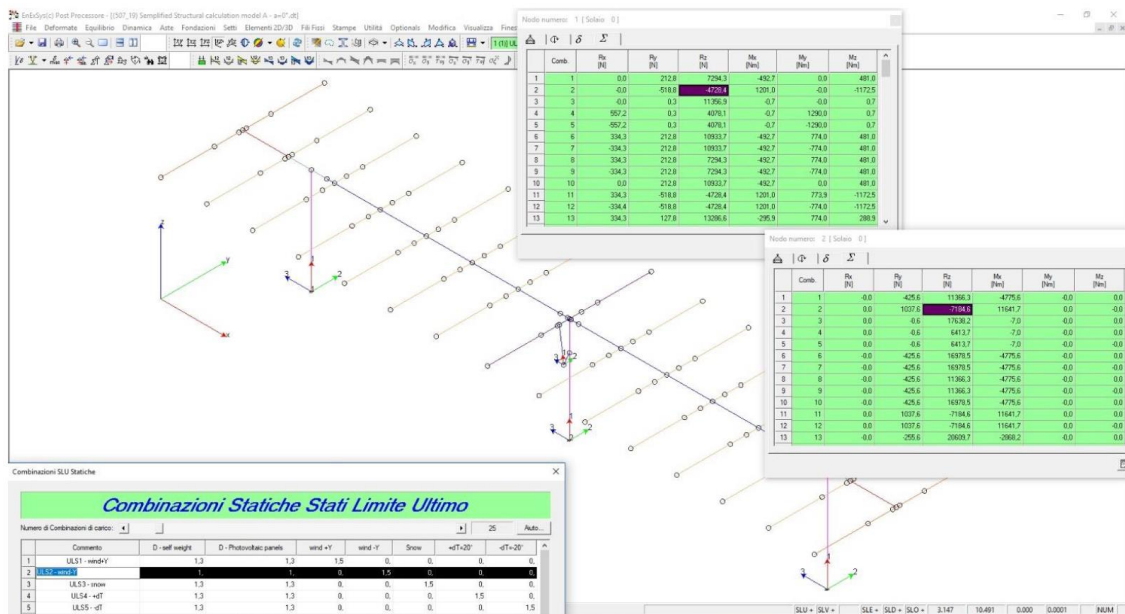 EnExSys(c) Post Processore - [(507_19) Semplified Structural calculation model A - a=0°.dt]
File Deformate Equilibrio Dinamica Aste Fondazioni Setti Elementi 2D/3D Fili Fissi Stampe Utilità Optionals Modifica Visualizza
Nodo numero: 1 [ Solaio 0 ]
Comb. Rx [N] Ry [N] Rz [N] Mx [Nm] My [Nm] Mz [Nm]
1 1 0,0 212,8 7294,3 -492,7 0,0 481,0
2 2 -0,0 -518,8 -4728,4 1201,0 -0,0 -1172,5
3 3 -0,0 0,3 11356,9 -0,7 -0,0 0,7
4 4 557,2 0,3 4078,1 -0,7 1290,0 0,7
5 5 -557,2 0,3 4078,1 -0,7 -1290,0 0,7
6 6 334,3 212,8 10933,7 -492,7 774,0 481,0
7 7 -334,3 212,8 10933,7 -492,7 -774,0 481,0
8 8 334,3 212,8 7294,3 -492,7 774,0 481,0
9 9 -334,3 212,8 7294,3 -492,7 -774,0 481,0
10 10 0,0 212,8 10933,7 -492,7 0,0 481,0
11 11 334,3 -518,8 -4728,4 1201,0 773,9 -1172,5
12 12 -334,4 -518,8 -4728,4 1201,0 -774,0 -1172,5
13 13 334,3 127,8 13286,6 -295,9 774,0 288,9
Nodo numero: 2 [ Solaio 0 ]
Comb. Rx [N] Ry [N] Rz [N] Mx [Nm] My [Nm] Mz [Nm]
1 1 -0,0 -425,6 11366,3 -4775,6 -0,0 0,0
2 2 0,0 1037,6 -7184,6 11641,7 -0,0 0,0
3 3 0,0 -0,6 17638,2 -7,0 -0,0 0,0
4 4 0,0 -0,6 6413,7 -7,0 0,0 -0,0
5 5 0,0 -0,6 6413,7 -7,0 -0,0 0,0
6 6 -0,0 -425,6 16978,5 -4775,6 0,0 -0,0
7 7 -0,0 -425,6 16978,5 -4775,6 -0,0 0,0
8 8 -0,0 -425,6 11366,3 -4775,6 0,0 -0,0
9 9 -0,0 -425,6 11366,3 -4775,6 -0,0 0,0
10 10 -0,0 -425,6 16978,5 -4775,6 -0,0 0,0
11 11 0,0 1037,6 -7184,6 11641,7 0,0 -0,0
12 12 0,0 1037,6 -7184,6 11641,7 -0,0 0,0
13 13 -0,0 -255,6 20609,7 -2868,2 0,0 -0,0
z
y
x
Combinazioni SLU Statiche
Combinazioni Statiche Stati Limite Ultimo
Numero di Combinazioni di carico: 25 Auto...
Commento D - self weight D - Photovoltaic panels wind +Y wind -Y Snow +dT=+20° -dT=-20°
1 ULS1 - wind+Y 1,3 1,3 1,5 0, 0, 0, 0,
2 ULS2 - wind-Y 1, 1, 0, 1,5 0, 0, 0,
3 ULS3 - snow 1,3 1,3 0, 0, 1,5 0, 0,
4 ULS4 - +dT 1,3 1,3 0, 0, 0, 1,5 0,
5 ULS5 - -dT 1,3 1,3 0, 0, 0, 0, 1,5
SLU + SLV + SLE + SLD + SLO + 3.147 10.491 0.000 0.0001 NUM